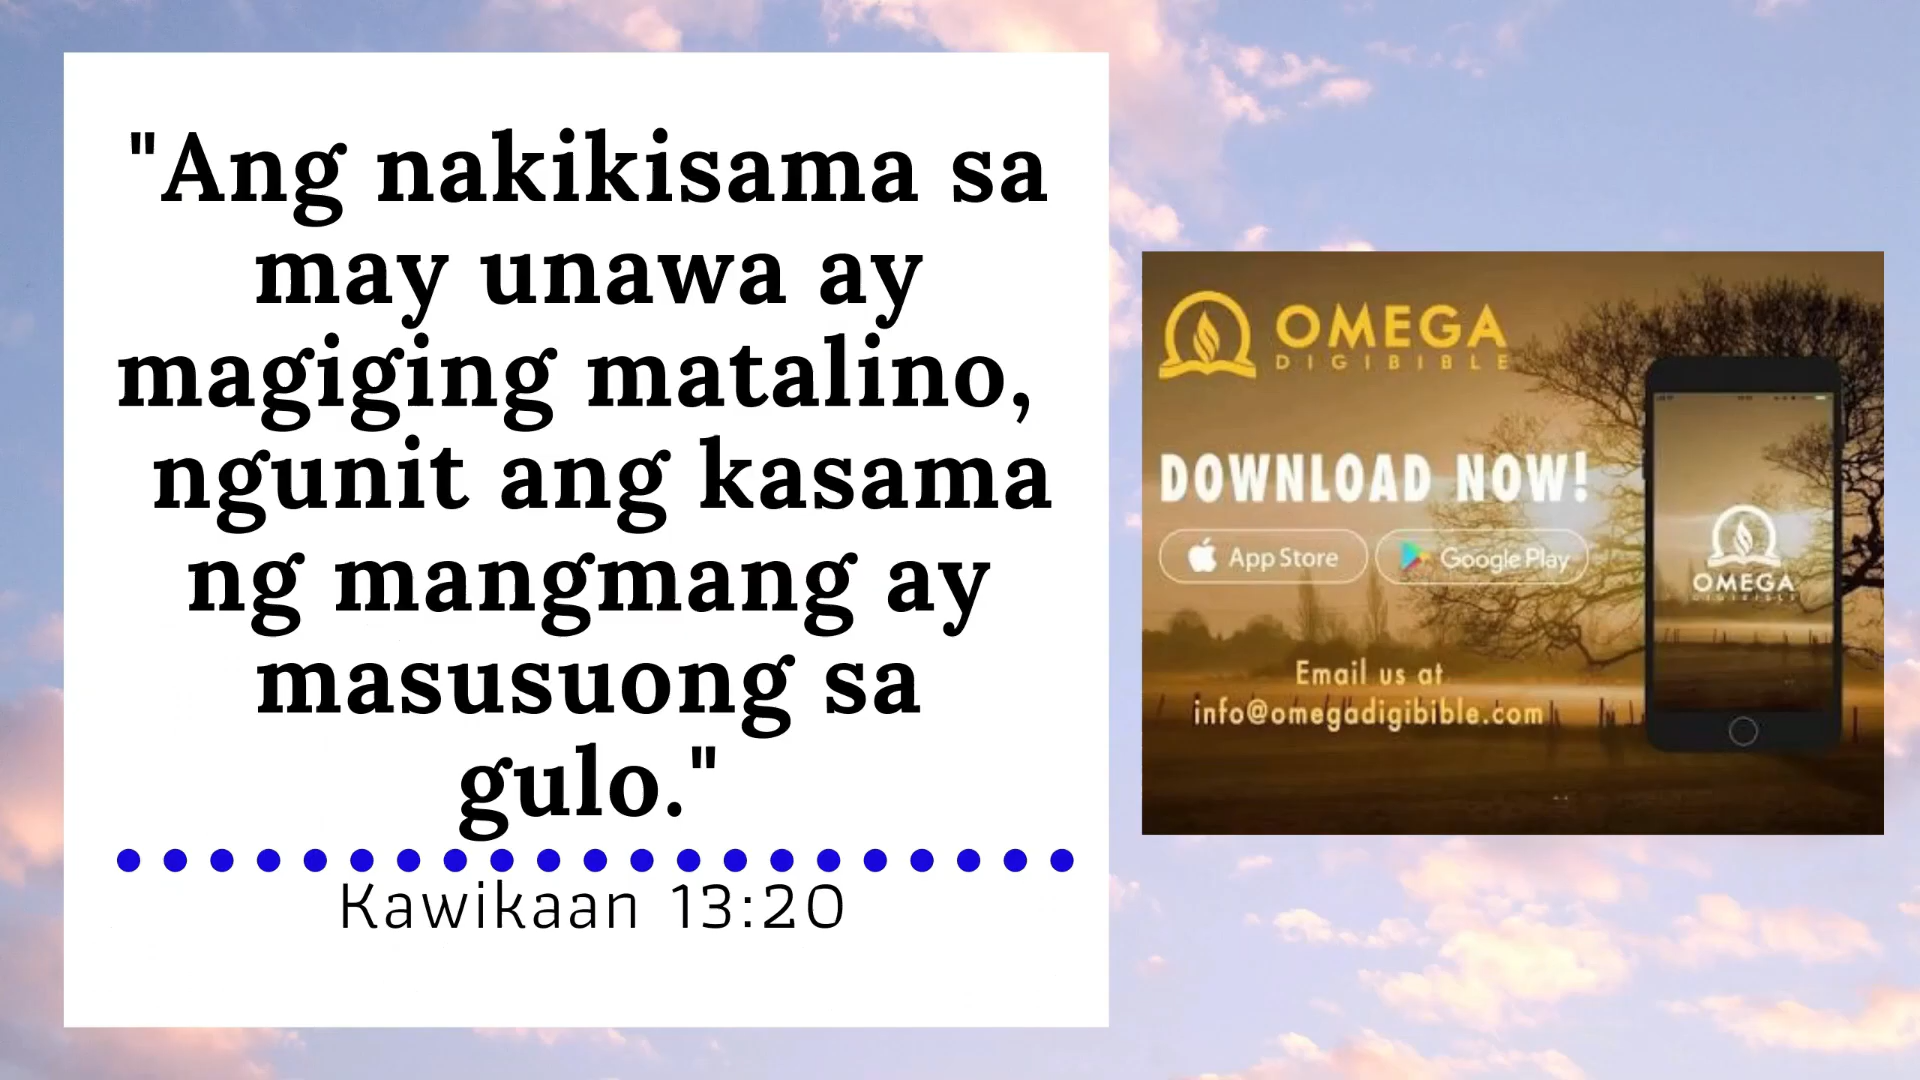 "Ang nakikisama sa
may unawa ay
magiging matalino,
ngunit ang kasama
ng mangmang ay
masusuong sa
gulo."
Kawikaan 13:20
OMEGA
DIGIBIBLE
DOWNLOAD NOW!
App Store
Google Play
Email us at
info@omegadigibible.com
OMEGA
DIGIBIBLE